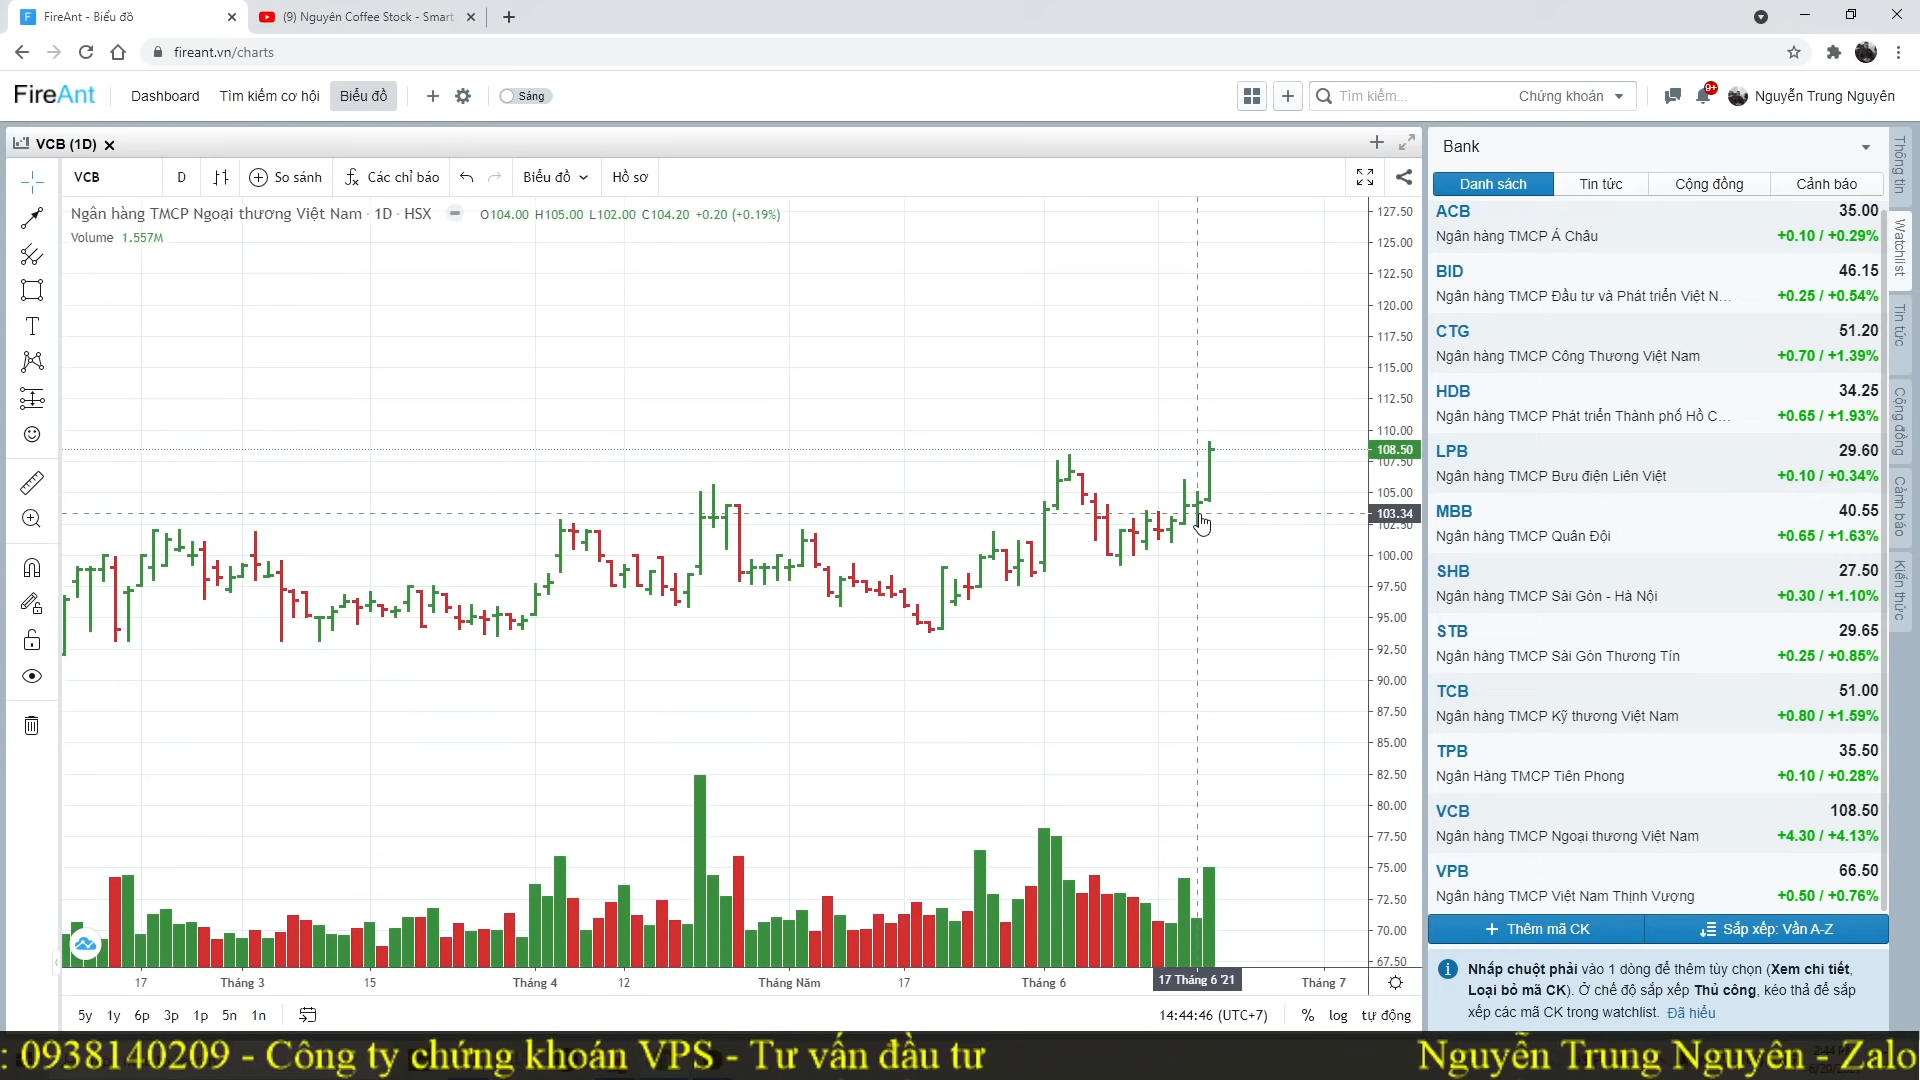 FireAnt - Biểu đồ
(9) Nguyên Coffee Stock - Smart
fireant.vn/charts
FireAnt Dashboard Tìm kiếm cơ hội Biểu đồ Sáng Tìm kiếm... Chứng khoán 9+ Nguyễn Trung Nguyên
VCB (1D)
VCB D So sánh Các chỉ báo Biểu đồ Hồ sơ
Ngân hàng TMCP Ngoại thương Việt Nam · 1D · HSX O104.00 H105.00 L102.00 C104.20 +0.20 (+0.19%)
Volume 1.557M
127.50
125.00
122.50
120.00
117.50
115.00
112.50
110.00
108.50
107.50
105.00
103.34
102.50
100.00
97.50
95.00
92.50
90.00
87.50
85.00
82.50
80.00
77.50
75.00
72.50
70.00
67.50
17 Tháng 3 15 Tháng 4 12 Tháng Năm 17 Tháng 6 17 Tháng 6 '21 Tháng 7
5y 1y 6p 3p 1p 5n 1n 14:44:46 (UTC+7) % log tự động
Bank
Danh sách Tin tức Cộng đồng Cảnh báo
ACB 35.00
Ngân hàng TMCP Á Châu +0.10 / +0.29%
BID 46.15
Ngân hàng TMCP Đầu tư và Phát triển Việt N... +0.25 / +0.54%
CTG 51.20
Ngân hàng TMCP Công Thương Việt Nam +0.70 / +1.39%
HDB 34.25
Ngân hàng TMCP Phát triển Thành phố Hồ C... +0.65 / +1.93%
LPB 29.60
Ngân hàng TMCP Bưu điện Liên Việt +0.10 / +0.34%
MBB 40.55
Ngân hàng TMCP Quân Đội +0.65 / +1.63%
SHB 27.50
Ngân hàng TMCP Sài Gòn - Hà Nội +0.30 / +1.10%
STB 29.65
Ngân hàng TMCP Sài Gòn Thương Tín +0.25 / +0.85%
TCB 51.00
Ngân hàng TMCP Kỹ thương Việt Nam +0.80 / +1.59%
TPB 35.50
Ngân Hàng TMCP Tiên Phong +0.10 / +0.28%
VCB 108.50
Ngân hàng TMCP Ngoại thương Việt Nam +4.30 / +4.13%
VPB 66.50
Ngân hàng TMCP Việt Nam Thịnh Vượng +0.50 / +0.76%
Thêm mã CK Sắp xếp: Vần A-Z
Nhấp chuột phải vào 1 dòng để thêm tùy chọn (Xem chi tiết,
Loại bỏ mã CK). Ở chế độ sắp xếp Thủ công, kéo thả để sắp
xếp các mã CK trong watchlist. Đã hiểu
Thông tin
Watchlist
Tin tức
Cộng đồng
Cảnh báo
Kiến thức
: 0938140209 - Công ty chứng khoán VPS - Tư vấn đầu tư Nguyễn Trung Nguyên - Zalo